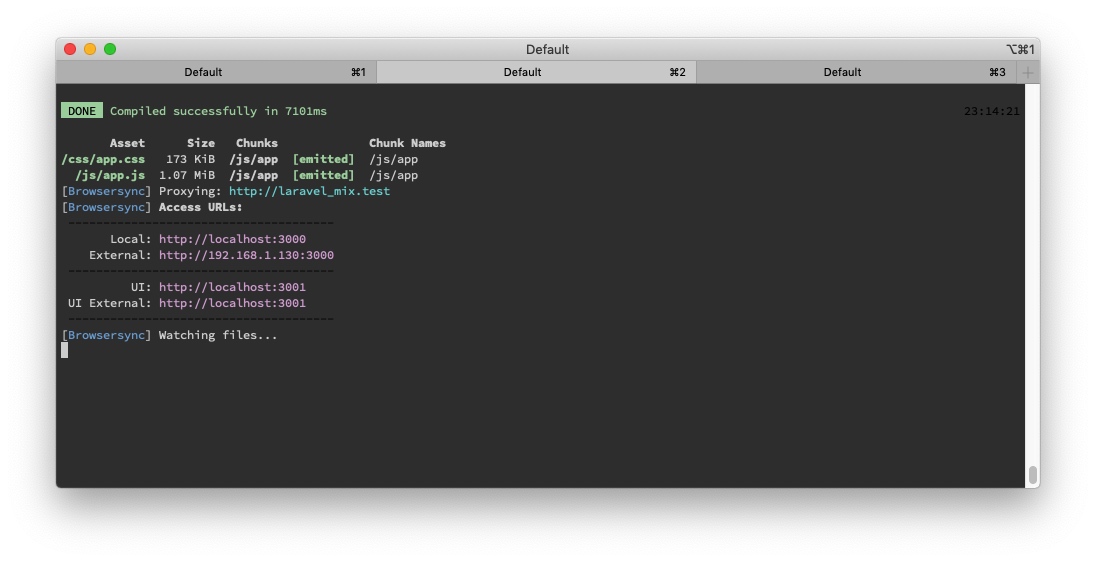 Default ⌥⌘1
Default ⌘1 Default ⌘2 Default ⌘3 +
DONE Compiled successfully in 7101ms 23:14:21
Asset Size Chunks Chunk Names
/css/app.css 173 KiB /js/app [emitted] /js/app
/js/app.js 1.07 MiB /js/app [emitted] /js/app
[Browsersync] Proxying: http://laravel_mix.test
[Browsersync] Access URLs:
--------------------------------------
Local: http://localhost:3000
External: http://192.168.1.130:3000
--------------------------------------
UI: http://localhost:3001
UI External: http://localhost:3001
--------------------------------------
[Browsersync] Watching files...